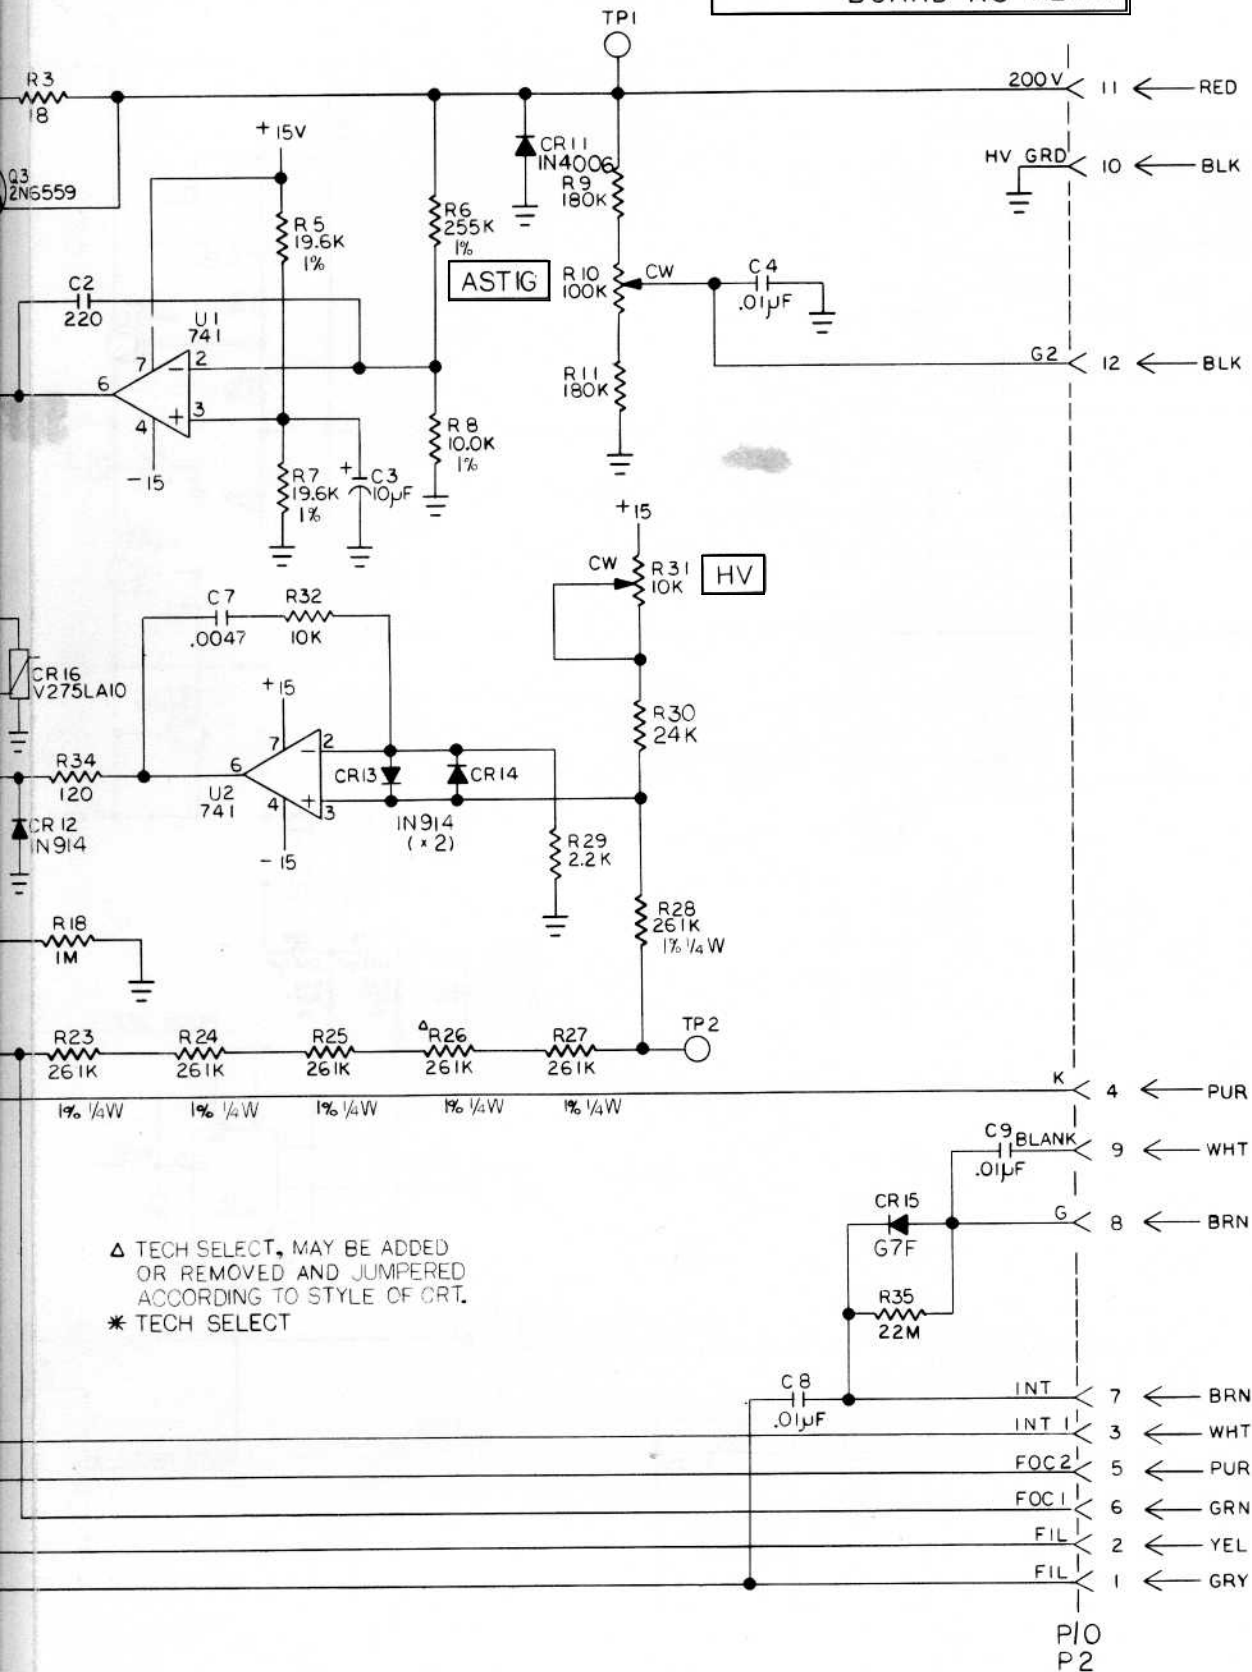 TP1
R3
18
200V
11
RED
+15V
CR11
IN4006
HV GRD
10
BLK
Q3
2N6559
R9
180K
R5
19.6K
1%
R6
255K
1%
ASTIG
R10
100K
CW
C4
.01µF
C2
220
U1
741
7
2
6
3
4
-15
G2
12
BLK
R11
180K
R8
10.0K
1%
R7
19.6K
1%
+
C3
10µF
+15
CW
R31
10K
HV
C7
.0047
R32
10K
CR16
V275LA10
+15
R30
24K
R34
120
7
2
6
U2
741
4
3
-15
CR13
CR14
IN914
(x2)
CR12
IN914
R29
2.2K
R28
261K
1% 1/4 W
R18
1M
TP2
R23
261K
1% 1/4W
R24
261K
1% 1/4W
R25
261K
1% 1/4W
Δ
R26
261K
1% 1/4W
R27
261K
1% 1/4W
K
4
PUR
C9
.01µF
BLANK
9
WHT
CR15
G7F
G
8
BRN
Δ TECH SELECT, MAY BE ADDED
OR REMOVED AND JUMPERED
ACCORDING TO STYLE OF CRT.
* TECH SELECT
R35
22M
C8
.01µF
INT
7
BRN
INT 1
3
WHT
FOC2
5
PUR
FOC1
6
GRN
FIL
2
YEL
FIL
1
GRY
P/O
P2